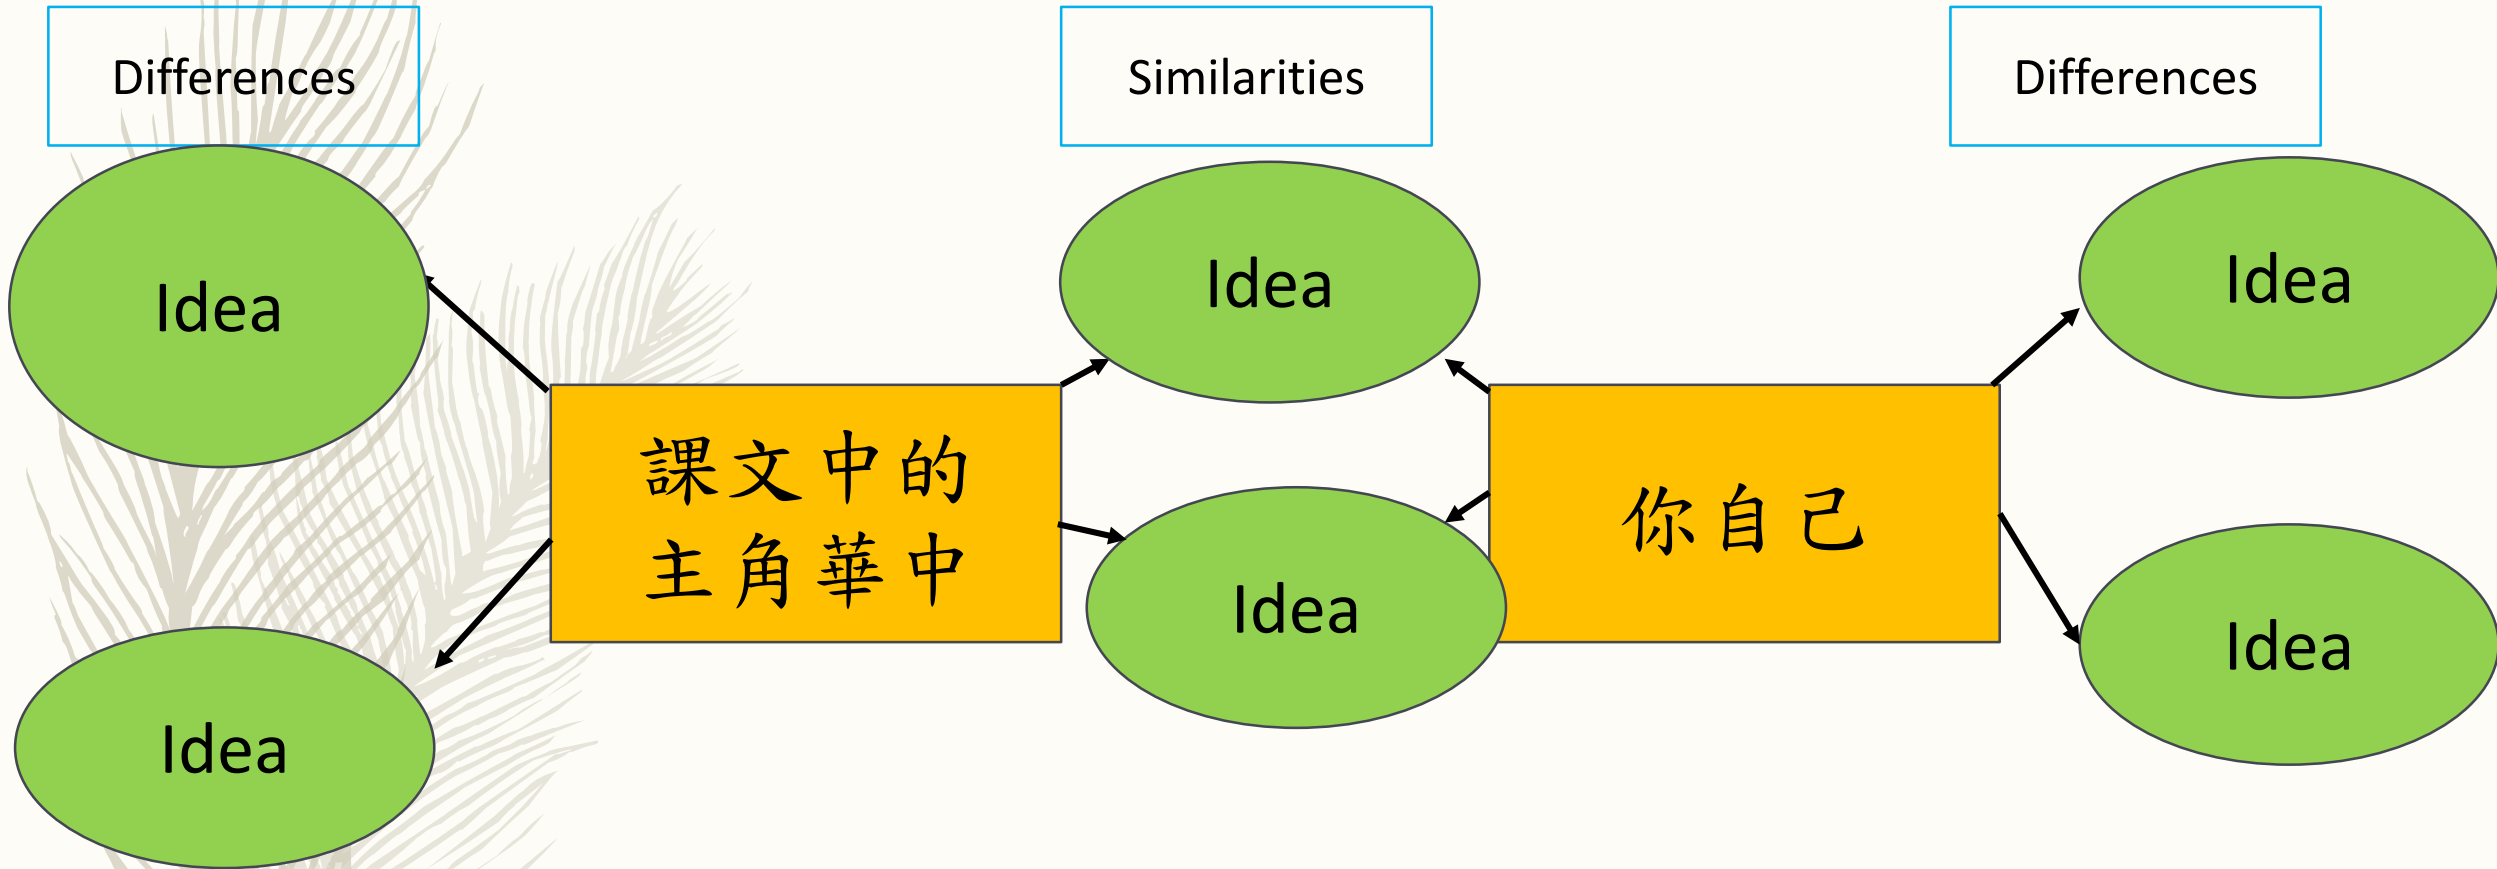 Differences
Similarities
Differences
Idea
Idea
Idea
課文中的
主角華中
你自己
Idea
Idea
Idea